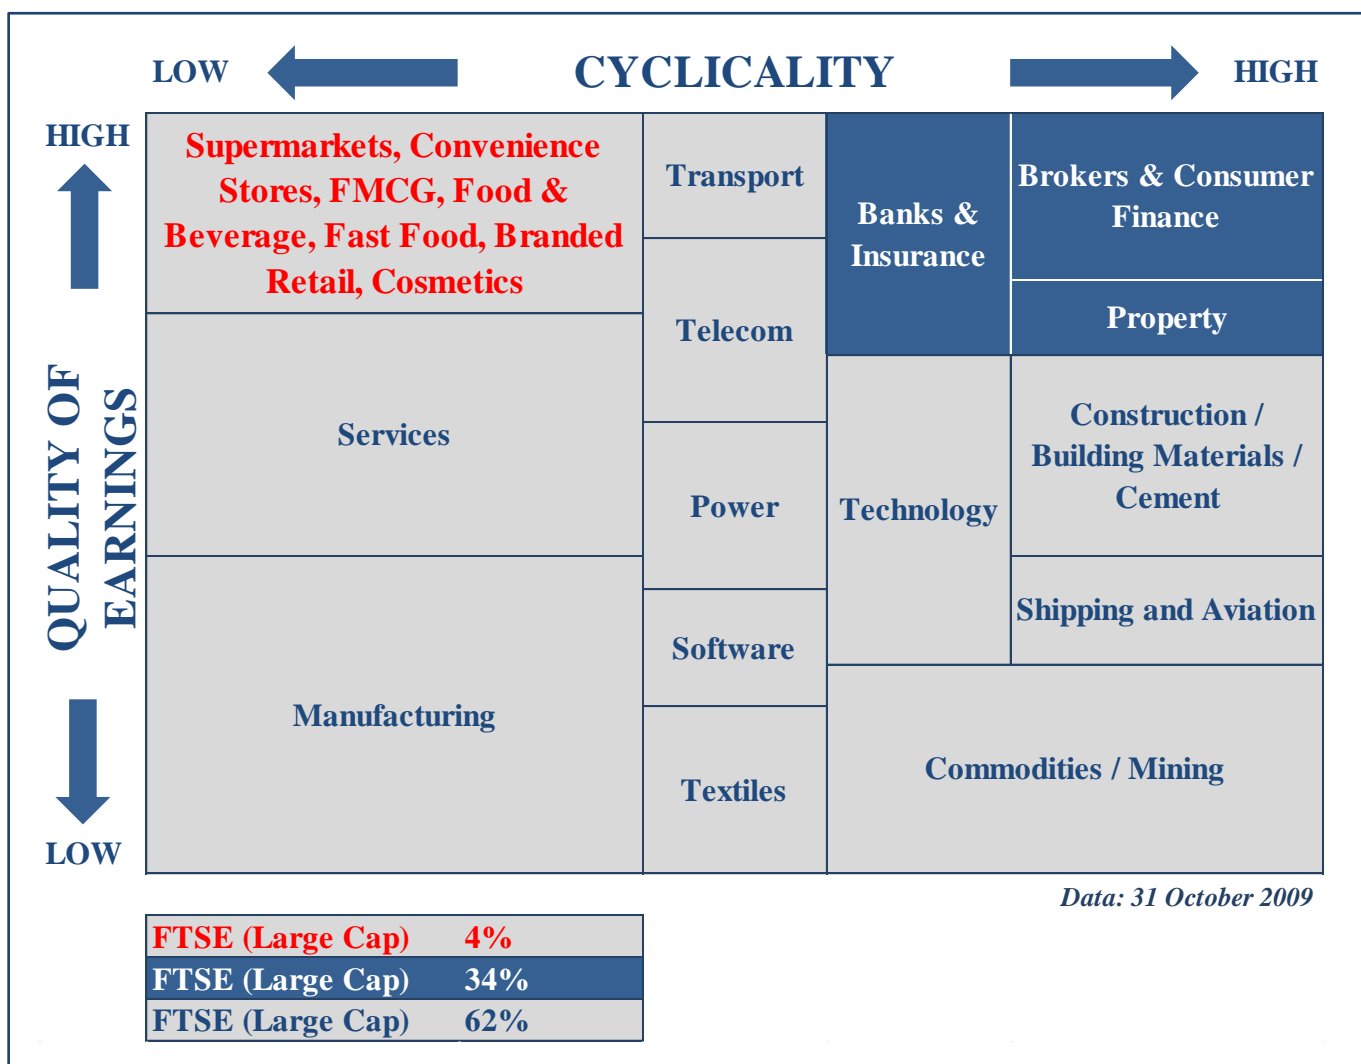 LOW
CYCLICALITY
HIGH
HIGH
QUALITY OF
EARNINGS
LOW
Supermarkets, Convenience
Stores, FMCG, Food &
Beverage, Fast Food, Branded
Retail, Cosmetics
Services
Manufacturing
Transport
Telecom
Power
Software
Textiles
Banks &
Insurance
Technology
Brokers & Consumer
Finance
Property
Construction /
Building Materials /
Cement
Shipping and Aviation
Commodities / Mining
Data: 31 October 2009
FTSE (Large Cap) 4%
FTSE (Large Cap) 34%
FTSE (Large Cap) 62%